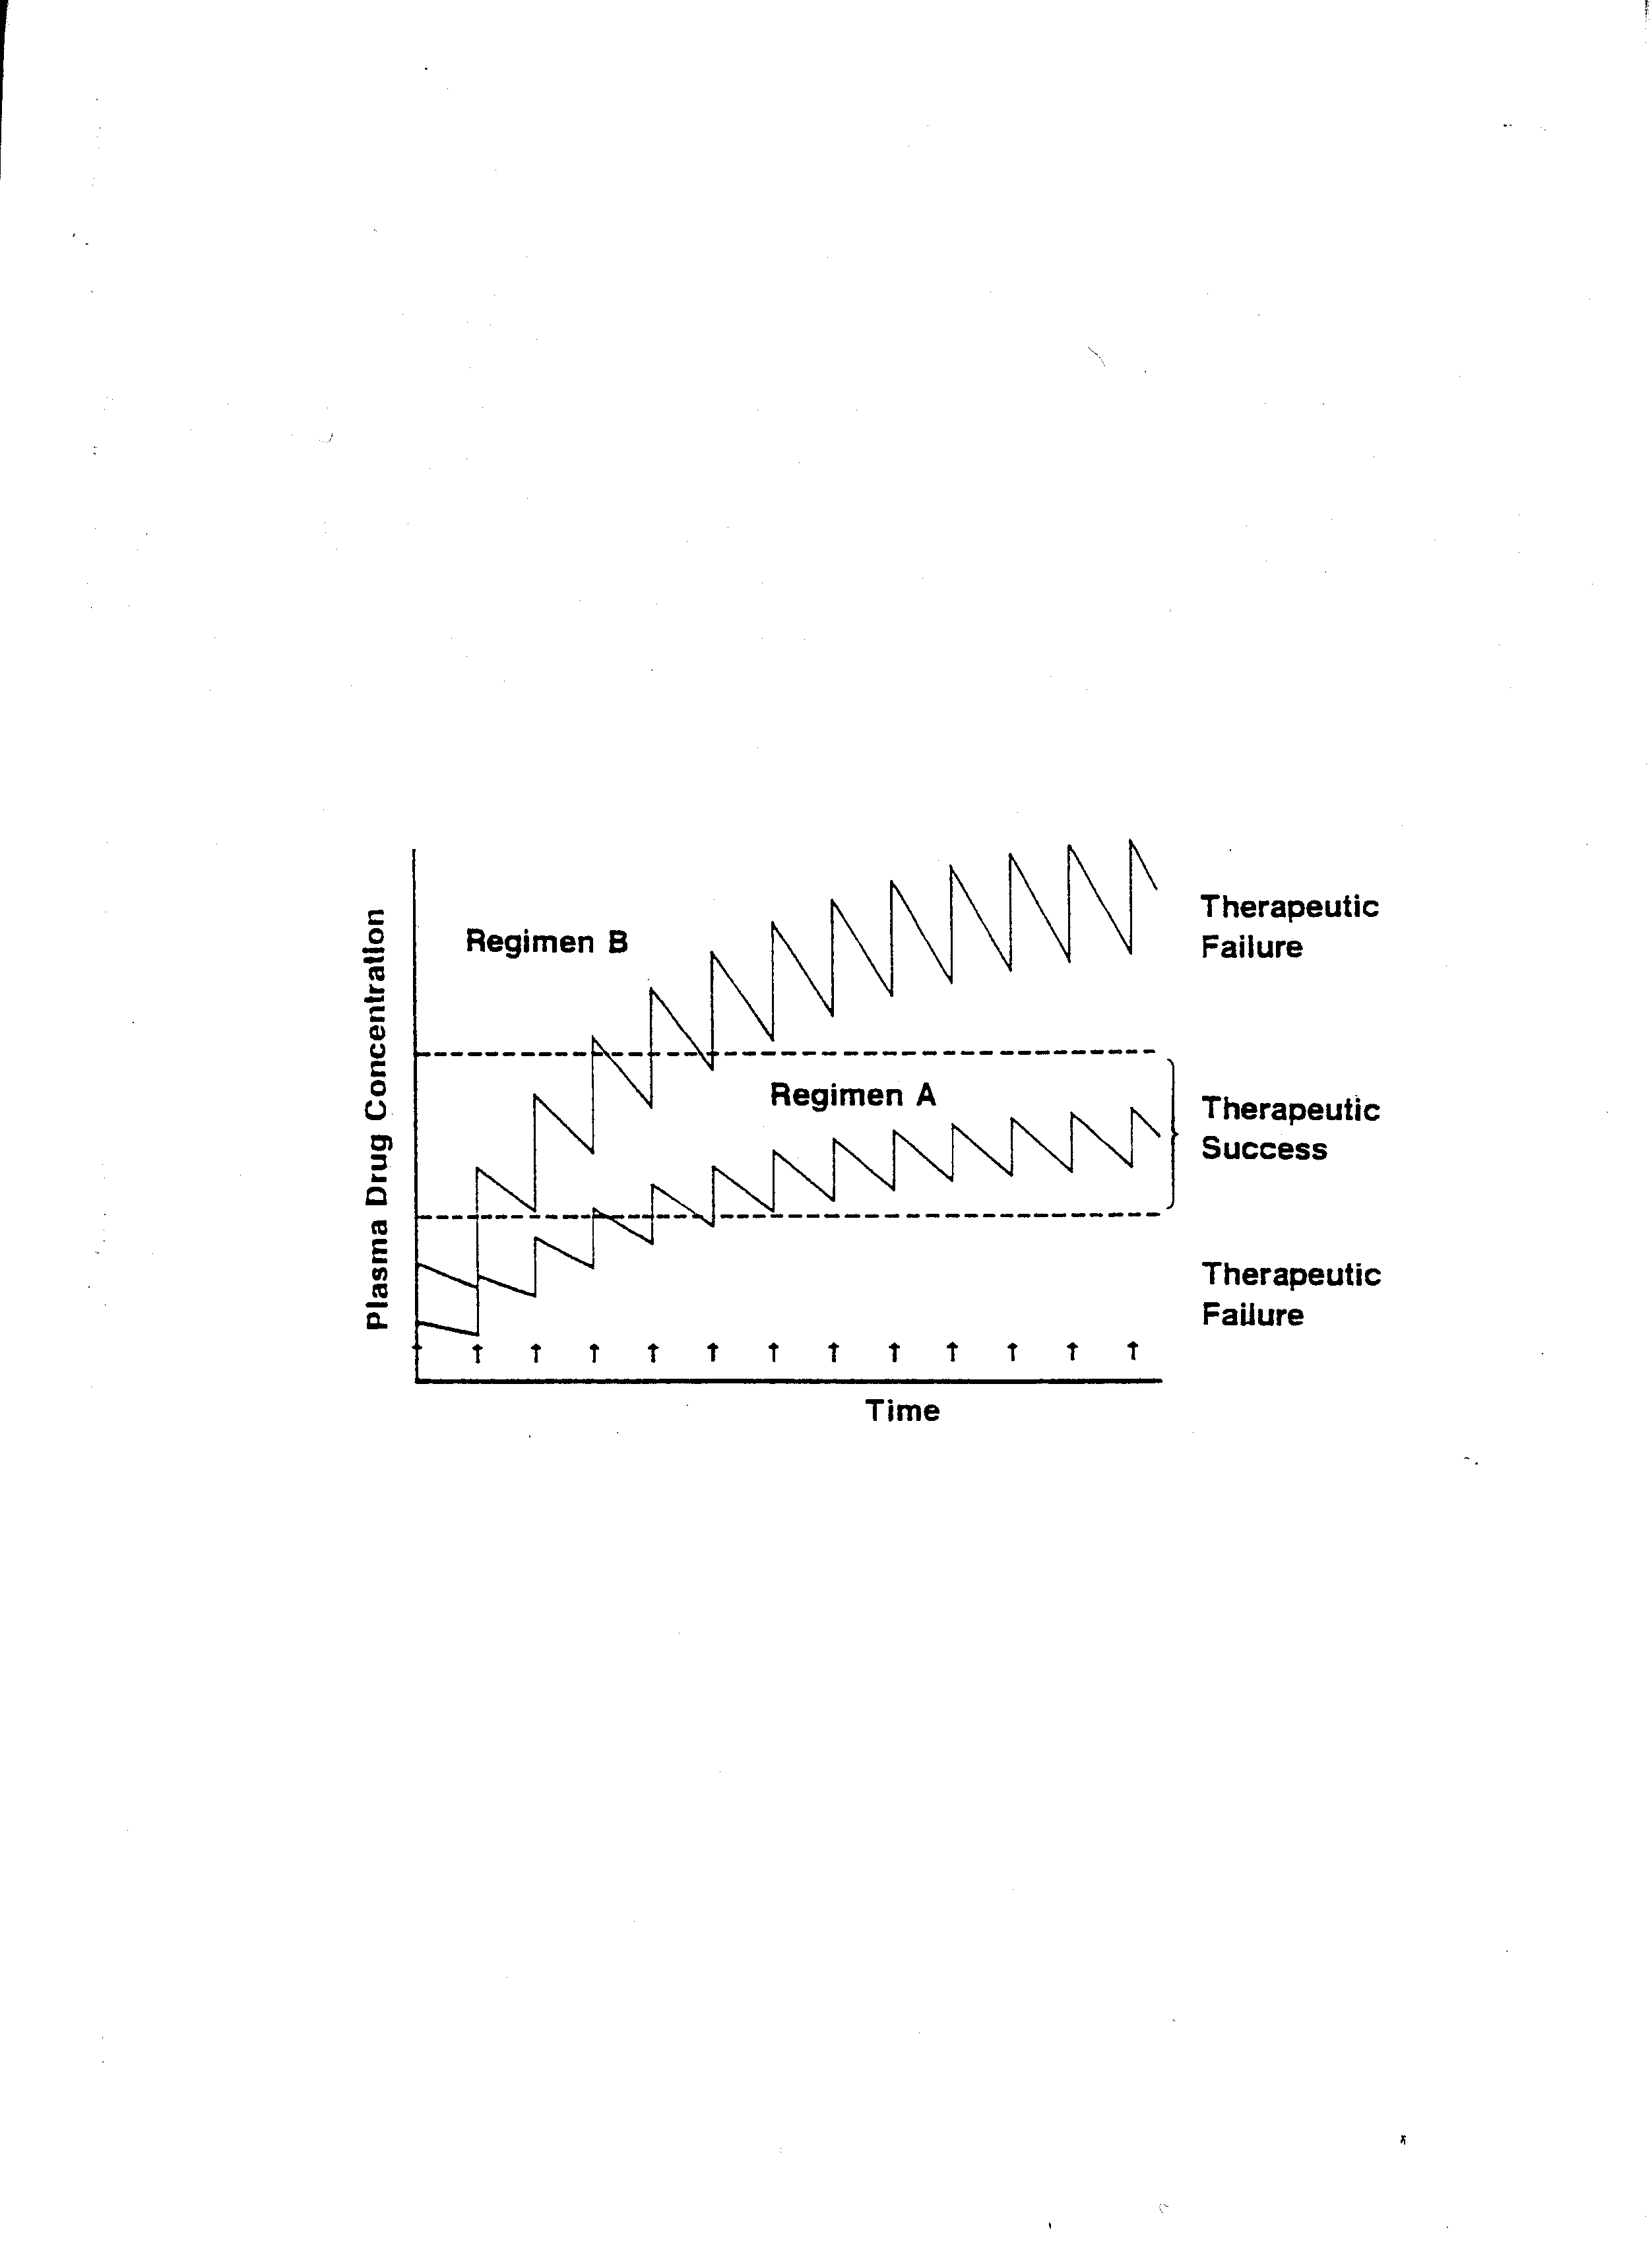 Therapeutic
Failure
Regimen B
Regimen A
Therapeutic
Success
Therapeutic
Failure
Plasma Drug Concentration
Time